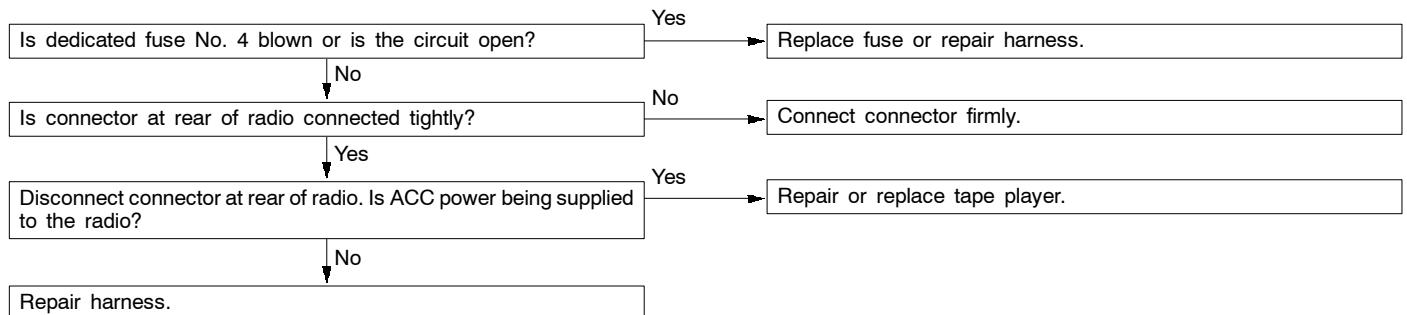 Yes
Is dedicated fuse No. 4 blown or is the circuit open?
Replace fuse or repair harness.
No
No
Is connector at rear of radio connected tightly?
Connect connector firmly.
Yes
Yes
Disconnect connector at rear of radio. Is ACC power being supplied
to the radio?
Repair or replace tape player.
No
Repair harness.